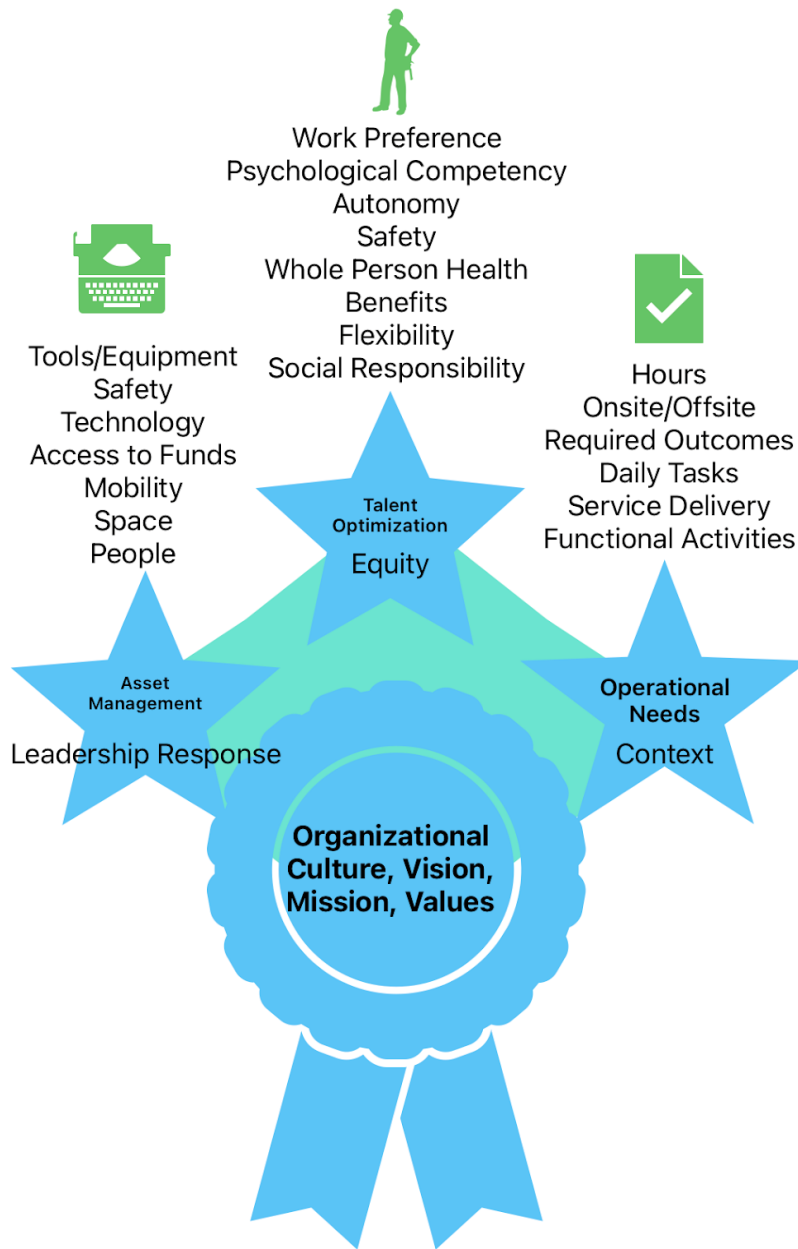 Work Preference
Psychological Competency
Autonomy
Safety
Whole Person Health
Benefits
Flexibility
Social Responsibility
Tools/Equipment
Safety
Technology
Access to Funds
Mobility
Space
People
Hours
Onsite/Offsite
Required Outcomes
Daily Tasks
Service Delivery
Functional Activities
Talent
Optimization
Equity
Asset
Management
Leadership Response
Operational
Needs
Context
Organizational
Culture, Vision,
Mission, Values